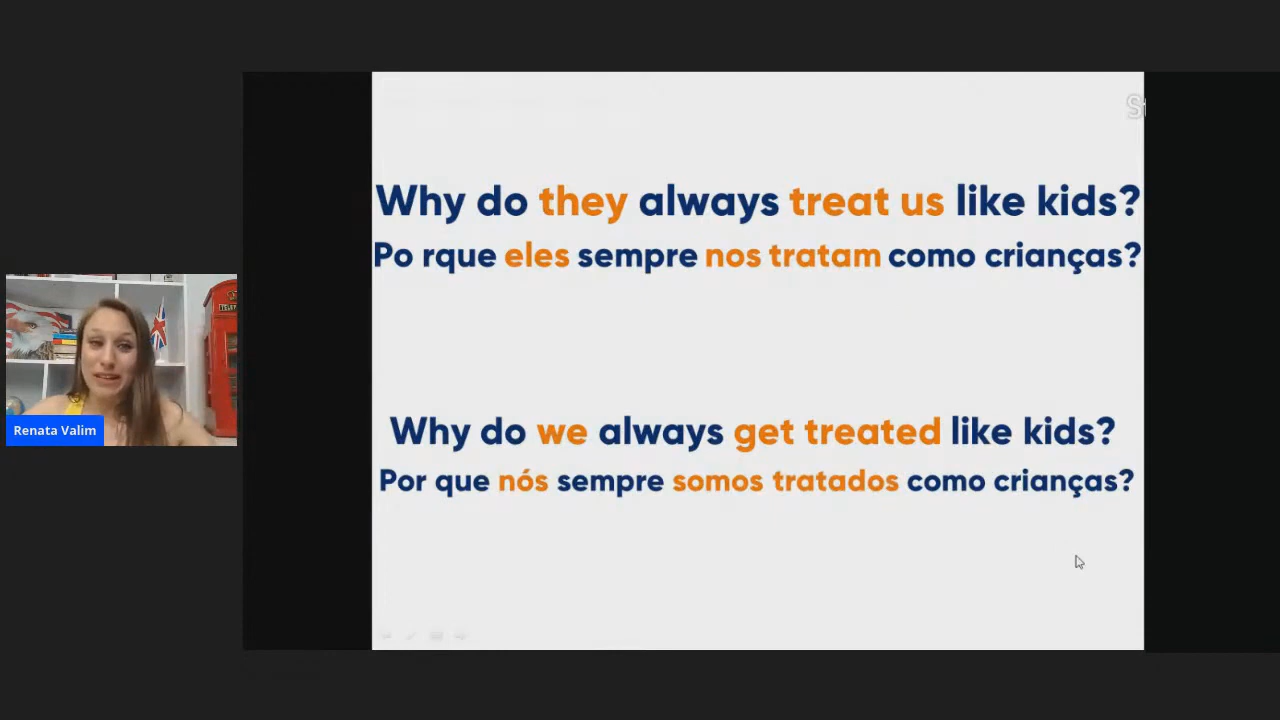 Why do they always treat us like kids?
Po rque eles sempre nos tratam como crianças?
Why do we always get treated like kids?
Por que nós sempre somos tratados como crianças?
Renata Valim